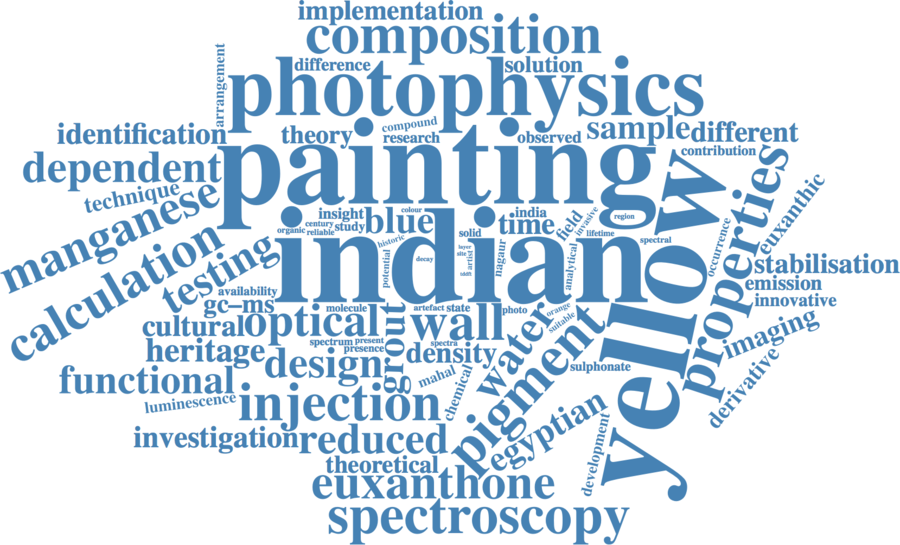 implementation
composition
difference
solution
arrangement
photophysics
identification
theory
compound
research
observed
sample
different
contribution
dependent
painting
technique
manganese
insight
blue
colour
century
reliable
study
organic
historic
time
india
field
invasive
region
lifetime
spectral
yellow
properties
euxanthic
occurrence
calculation
testing
indian
solid
layer
site
artist
nagaur
analytical
potential
decay
stabilisation
emission
innovative
availability
gc–ms
molecule
artefact
state
photo
orange
suitable
cultural
optical
wall
water
imaging
heritage
spectrum
present
presence
grout
spectra
density
pigment
sulphonate
derivative
functional
design
mahal
chemical
luminescence
injection
egyptian
development
investigation
reduced
theoretical
euxanthone
spectroscopy